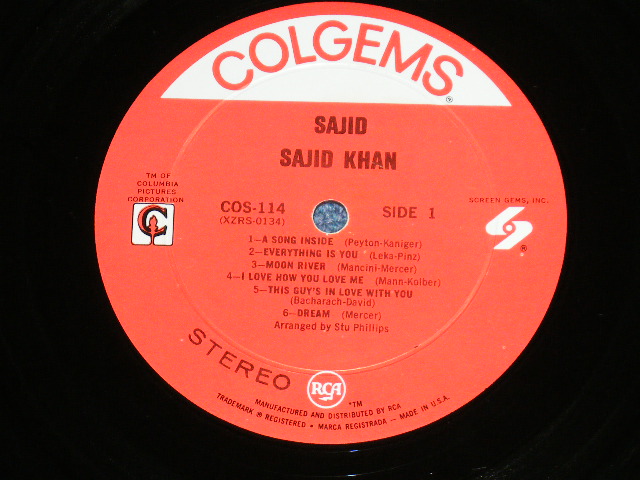 COLGEMS®
SAJID
SAJID KHAN
TM OF
COLUMBIA
PICTURES
CORPORATION
SCREEN GEMS, INC.
®
COS-114
(XZRS-0134)
SIDE 1
1—A SONG INSIDE (Peyton-Kaniger)
2—EVERYTHING IS YOU (Leka-Pinz)
3—MOON RIVER (Mancini-Mercer)
4—I LOVE HOW YOU LOVE ME (Mann-Kolber)
5—THIS GUY'S IN LOVE WITH YOU
(Bacharach-David)
6—DREAM (Mercer)
Arranged by Stu Phillips
STEREO
RCA
®TM
MANUFACTURED AND DISTRIBUTED BY RCA
TRADEMARK ® REGISTERED • MARCA REGISTRADA — MADE IN U.S.A.